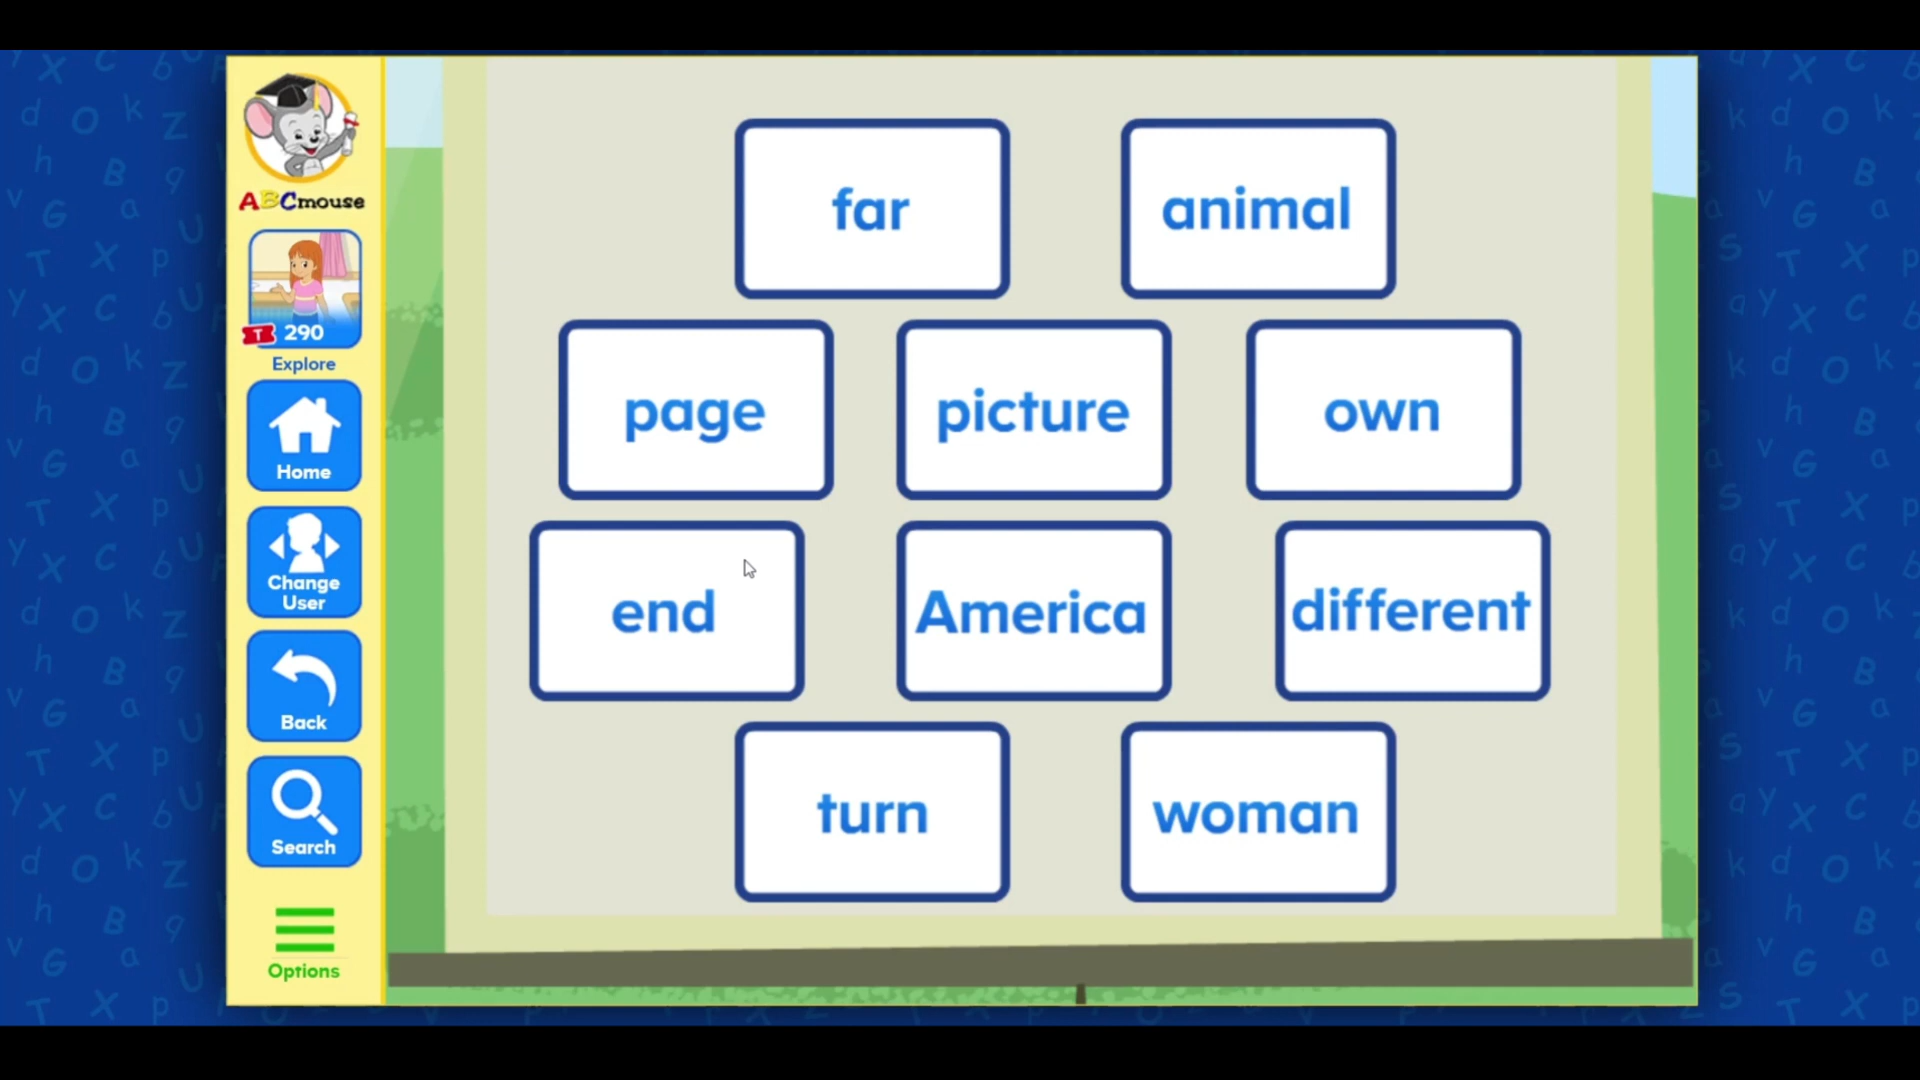 ABCmouse
T 290
Explore
Home
Change
User
Back
Search
Options
far animal
page picture own
end America different
turn woman